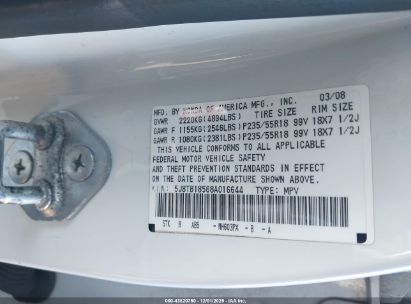 MFD. BY HONDA OF AMERICA MFG., INC. 03/08
GVWR 2220KG(4894LBS) TIRE SIZE RIM SIZE
GAWR F 1155KG(2546LBS)P235/55R18 99V 18X7 1/2J
GAWR R 1080KG(2381LBS)P235/55R18 99V 18X7 1/2J
THIS VEHICLE CONFORMS TO ALL APPLICABLE
FEDERAL MOTOR VEHICLE SAFETY
AND THEFT PREVENTION STANDARDS IN EFFECT
ON THE DATE OF MANUFACTURE SHOWN ABOVE.
V.I.N.: 5J8TB18568A016644 TYPE: MPV
STK R A85 NH603PX - B - A